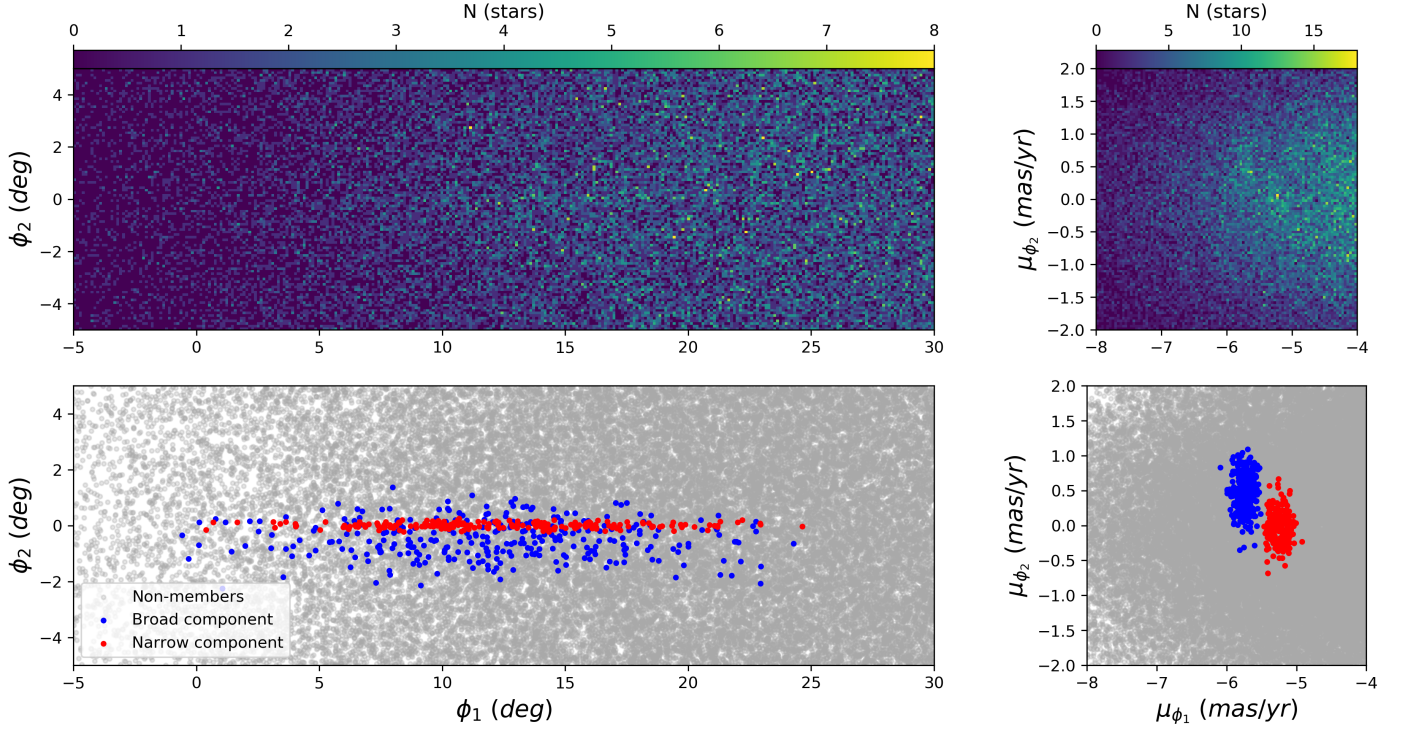 N (stars)
0 1 2 3 4 5 6 7 8
4
2
0
−2
−4
ϕ₂ (deg)
−5 0 5 10 15 20 25 30
N (stars)
0 5 10 15
2.0
1.5
1.0
0.5
0.0
−0.5
−1.0
−1.5
−2.0
μϕ₂ (mas/yr)
−8 −7 −6 −5 −4
4
2
0
−2
−4
ϕ₂ (deg)
Non-members
Broad component
Narrow component
−5 0 5 10 15 20 25 30
ϕ₁ (deg)
2.0
1.5
1.0
0.5
0.0
−0.5
−1.0
−1.5
−2.0
μϕ₂ (mas/yr)
−8 −7 −6 −5 −4
μϕ₁ (mas/yr)